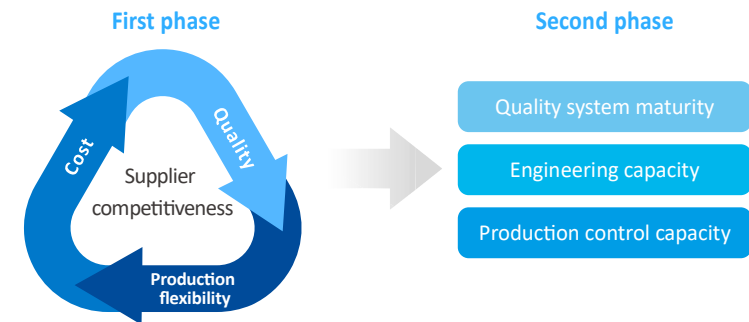 First phase
Second phase
Cost
Quality
Supplier
competitiveness
Production
flexibility
Quality system maturity
Engineering capacity
Production control capacity